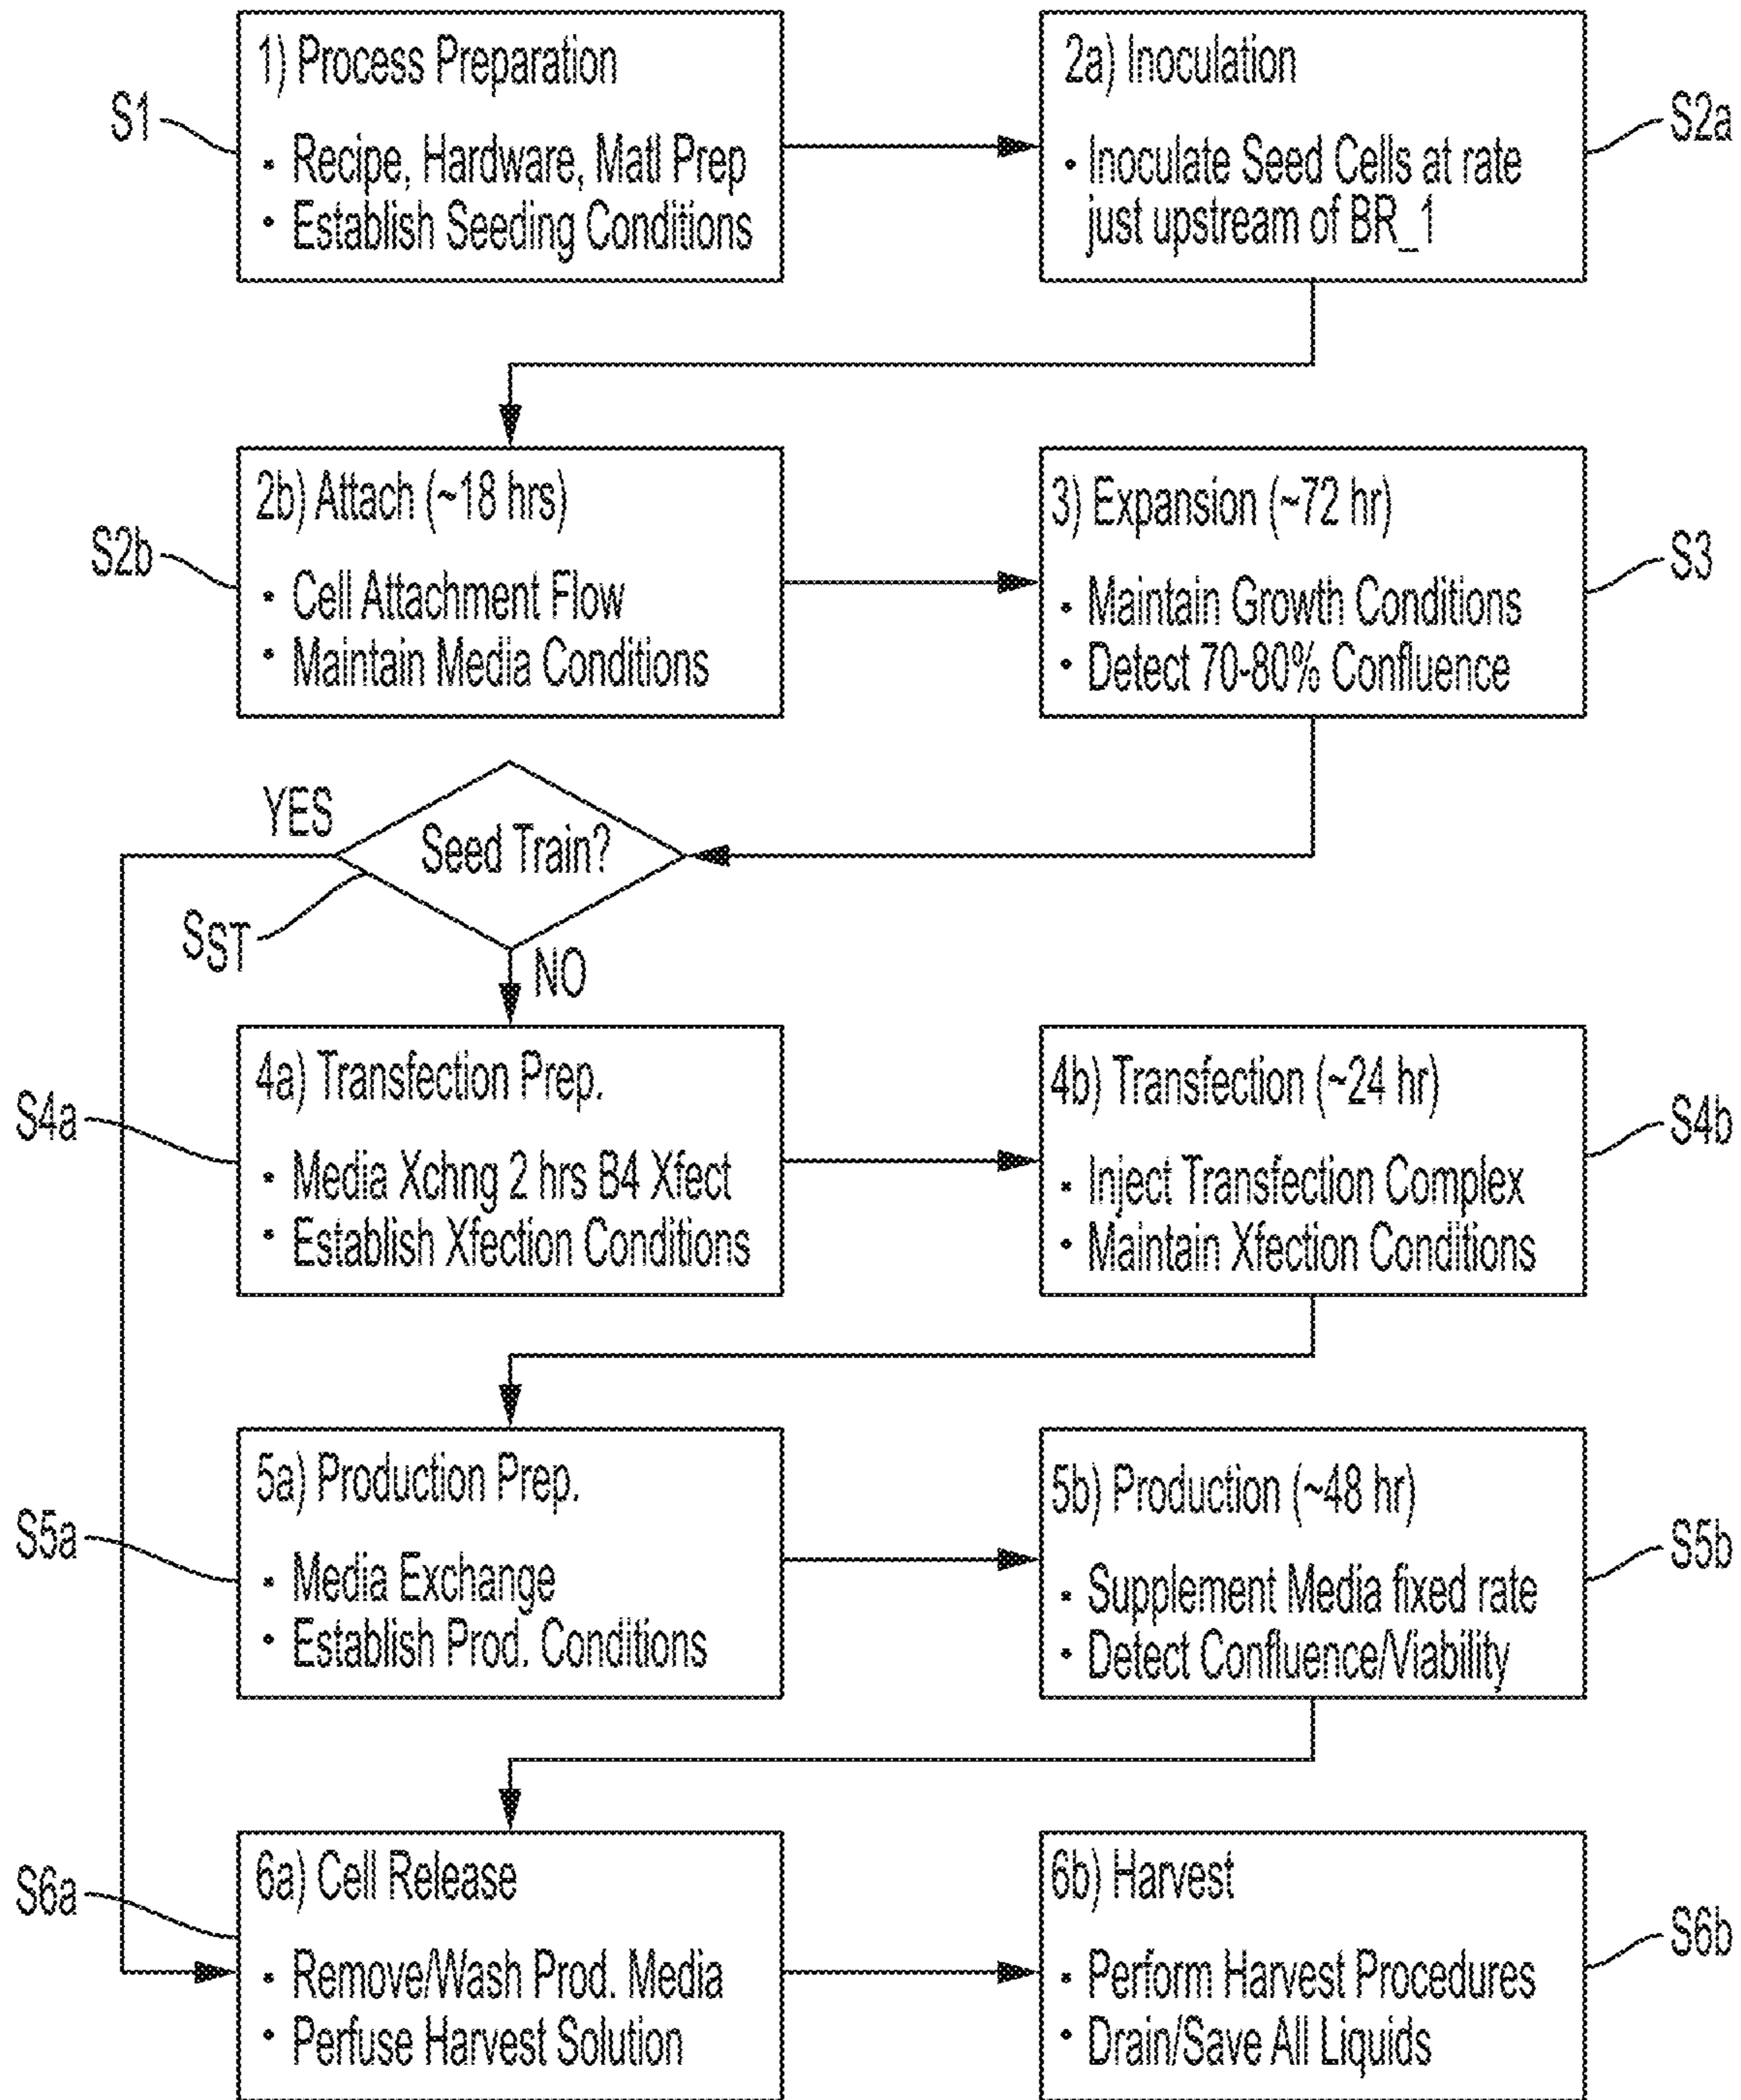 1) Process Preparation
• Recipe, Hardware, Matl Prep
• Establish Seeding Conditions
S1
2a) Inoculation
• Inoculate Seed Cells at rate
just upstream of BR_1
S2a
2b) Attach (~18 hrs)
• Cell Attachment Flow
• Maintain Media Conditions
S2b
3) Expansion (~72 hr)
• Maintain Growth Conditions
• Detect 70-80% Confluence
S3
YES
Seed Train?
SST
NO
4a) Transfection Prep.
• Media Xchng 2 hrs B4 Xfect
• Establish Xfection Conditions
S4a
4b) Transfection (~24 hr)
• Inject Transfection Complex
• Maintain Xfection Conditions
S4b
5a) Production Prep.
• Media Exchange
• Establish Prod. Conditions
S5a
5b) Production (~48 hr)
• Supplement Media fixed rate
• Detect Confluence/Viability
S5b
6a) Cell Release
• Remove/Wash Prod. Media
• Perfuse Harvest Solution
S6a
6b) Harvest
• Perform Harvest Procedures
• Drain/Save All Liquids
S6b